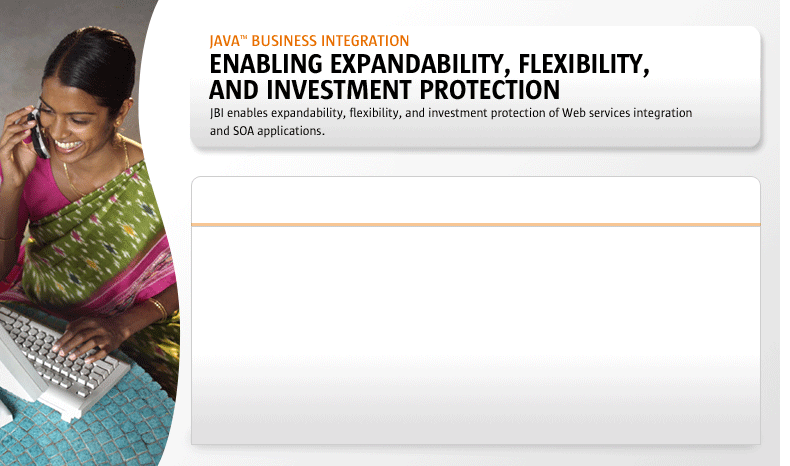 JAVA™ BUSINESS INTEGRATION
ENABLING EXPANDABILITY, FLEXIBILITY,
AND INVESTMENT PROTECTION
JBI enables expandability, flexibility, and investment protection of Web services integration
and SOA applications.